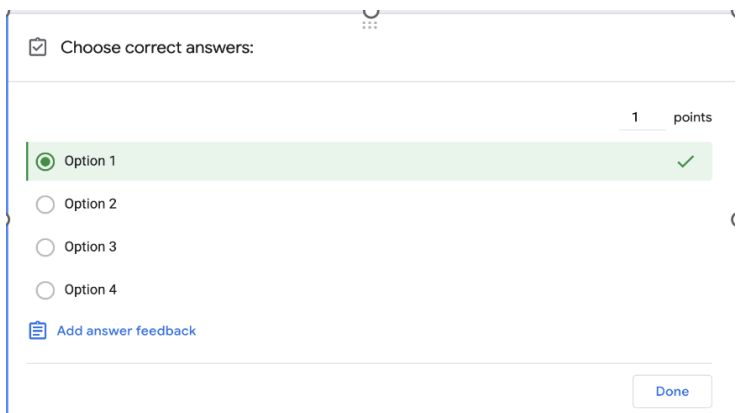 Choose correct answers:
1 points
Option 1
Option 2
Option 3
Option 4
Add answer feedback
Done